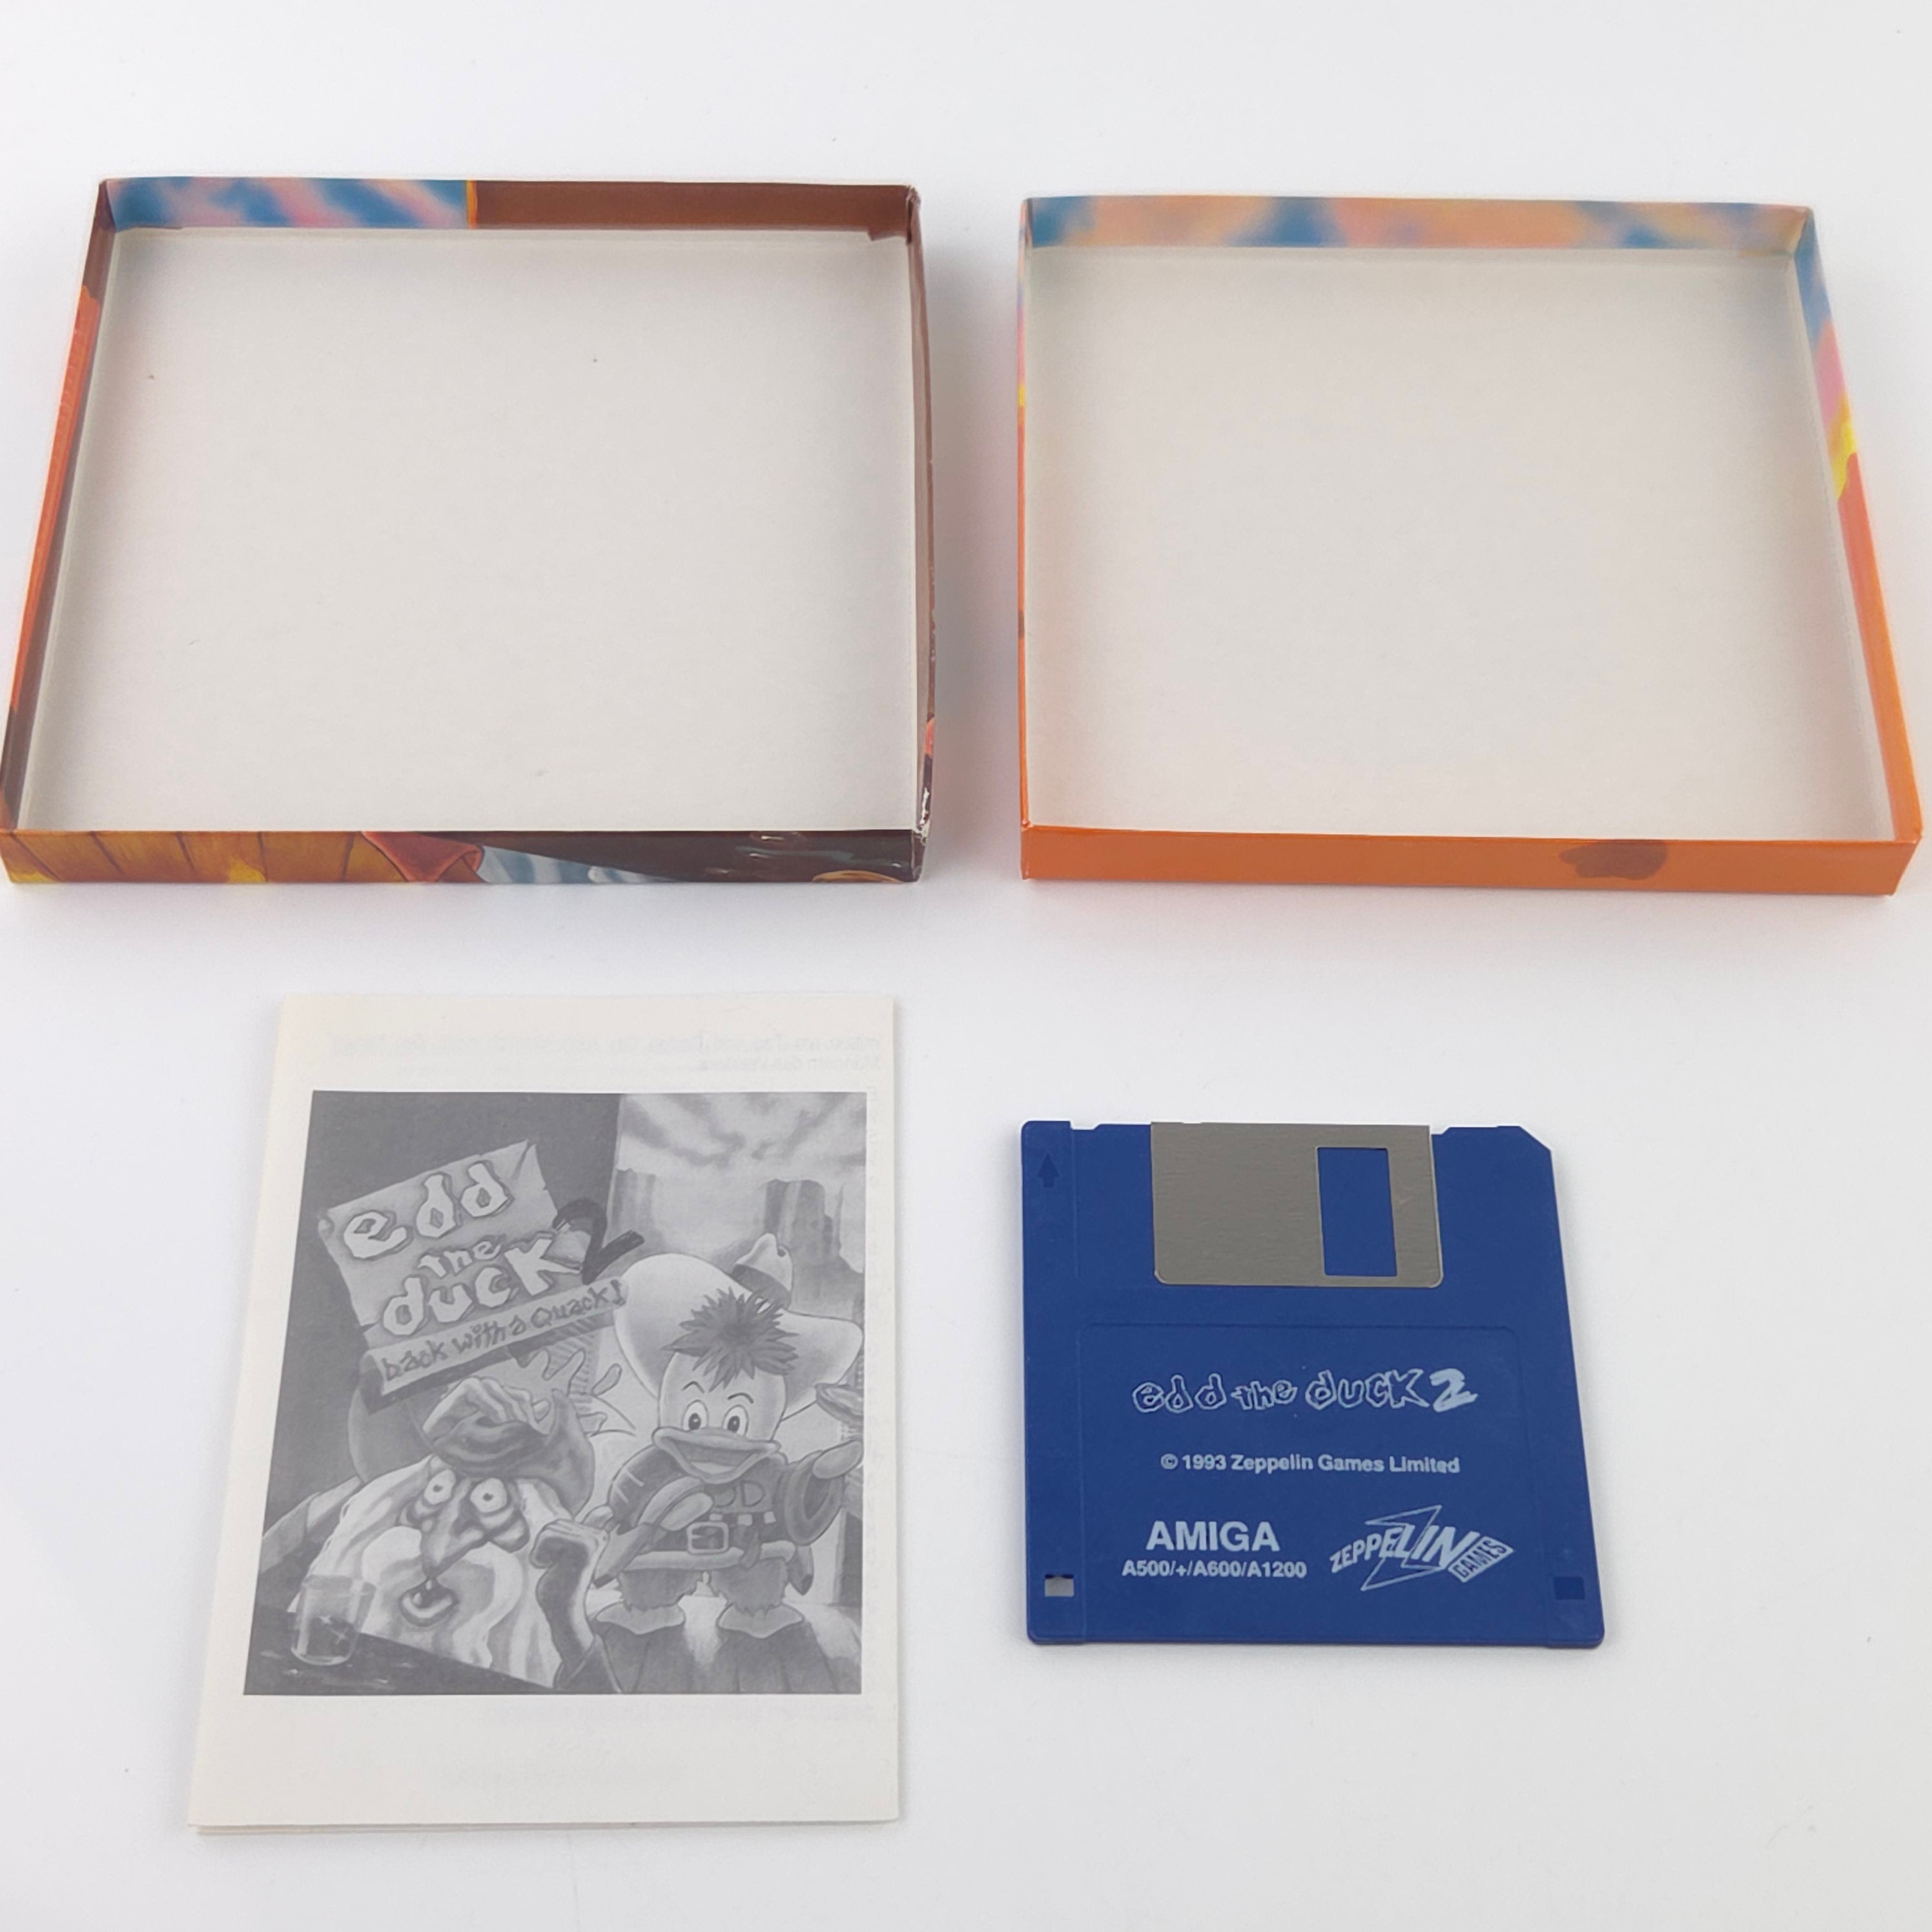 edd
the
duck 2
back with a Quack!
edd the duck 2
© 1993 Zeppelin Games Limited
AMIGA
A500/+/A600/A1200
ZEPPELIN
GAMES